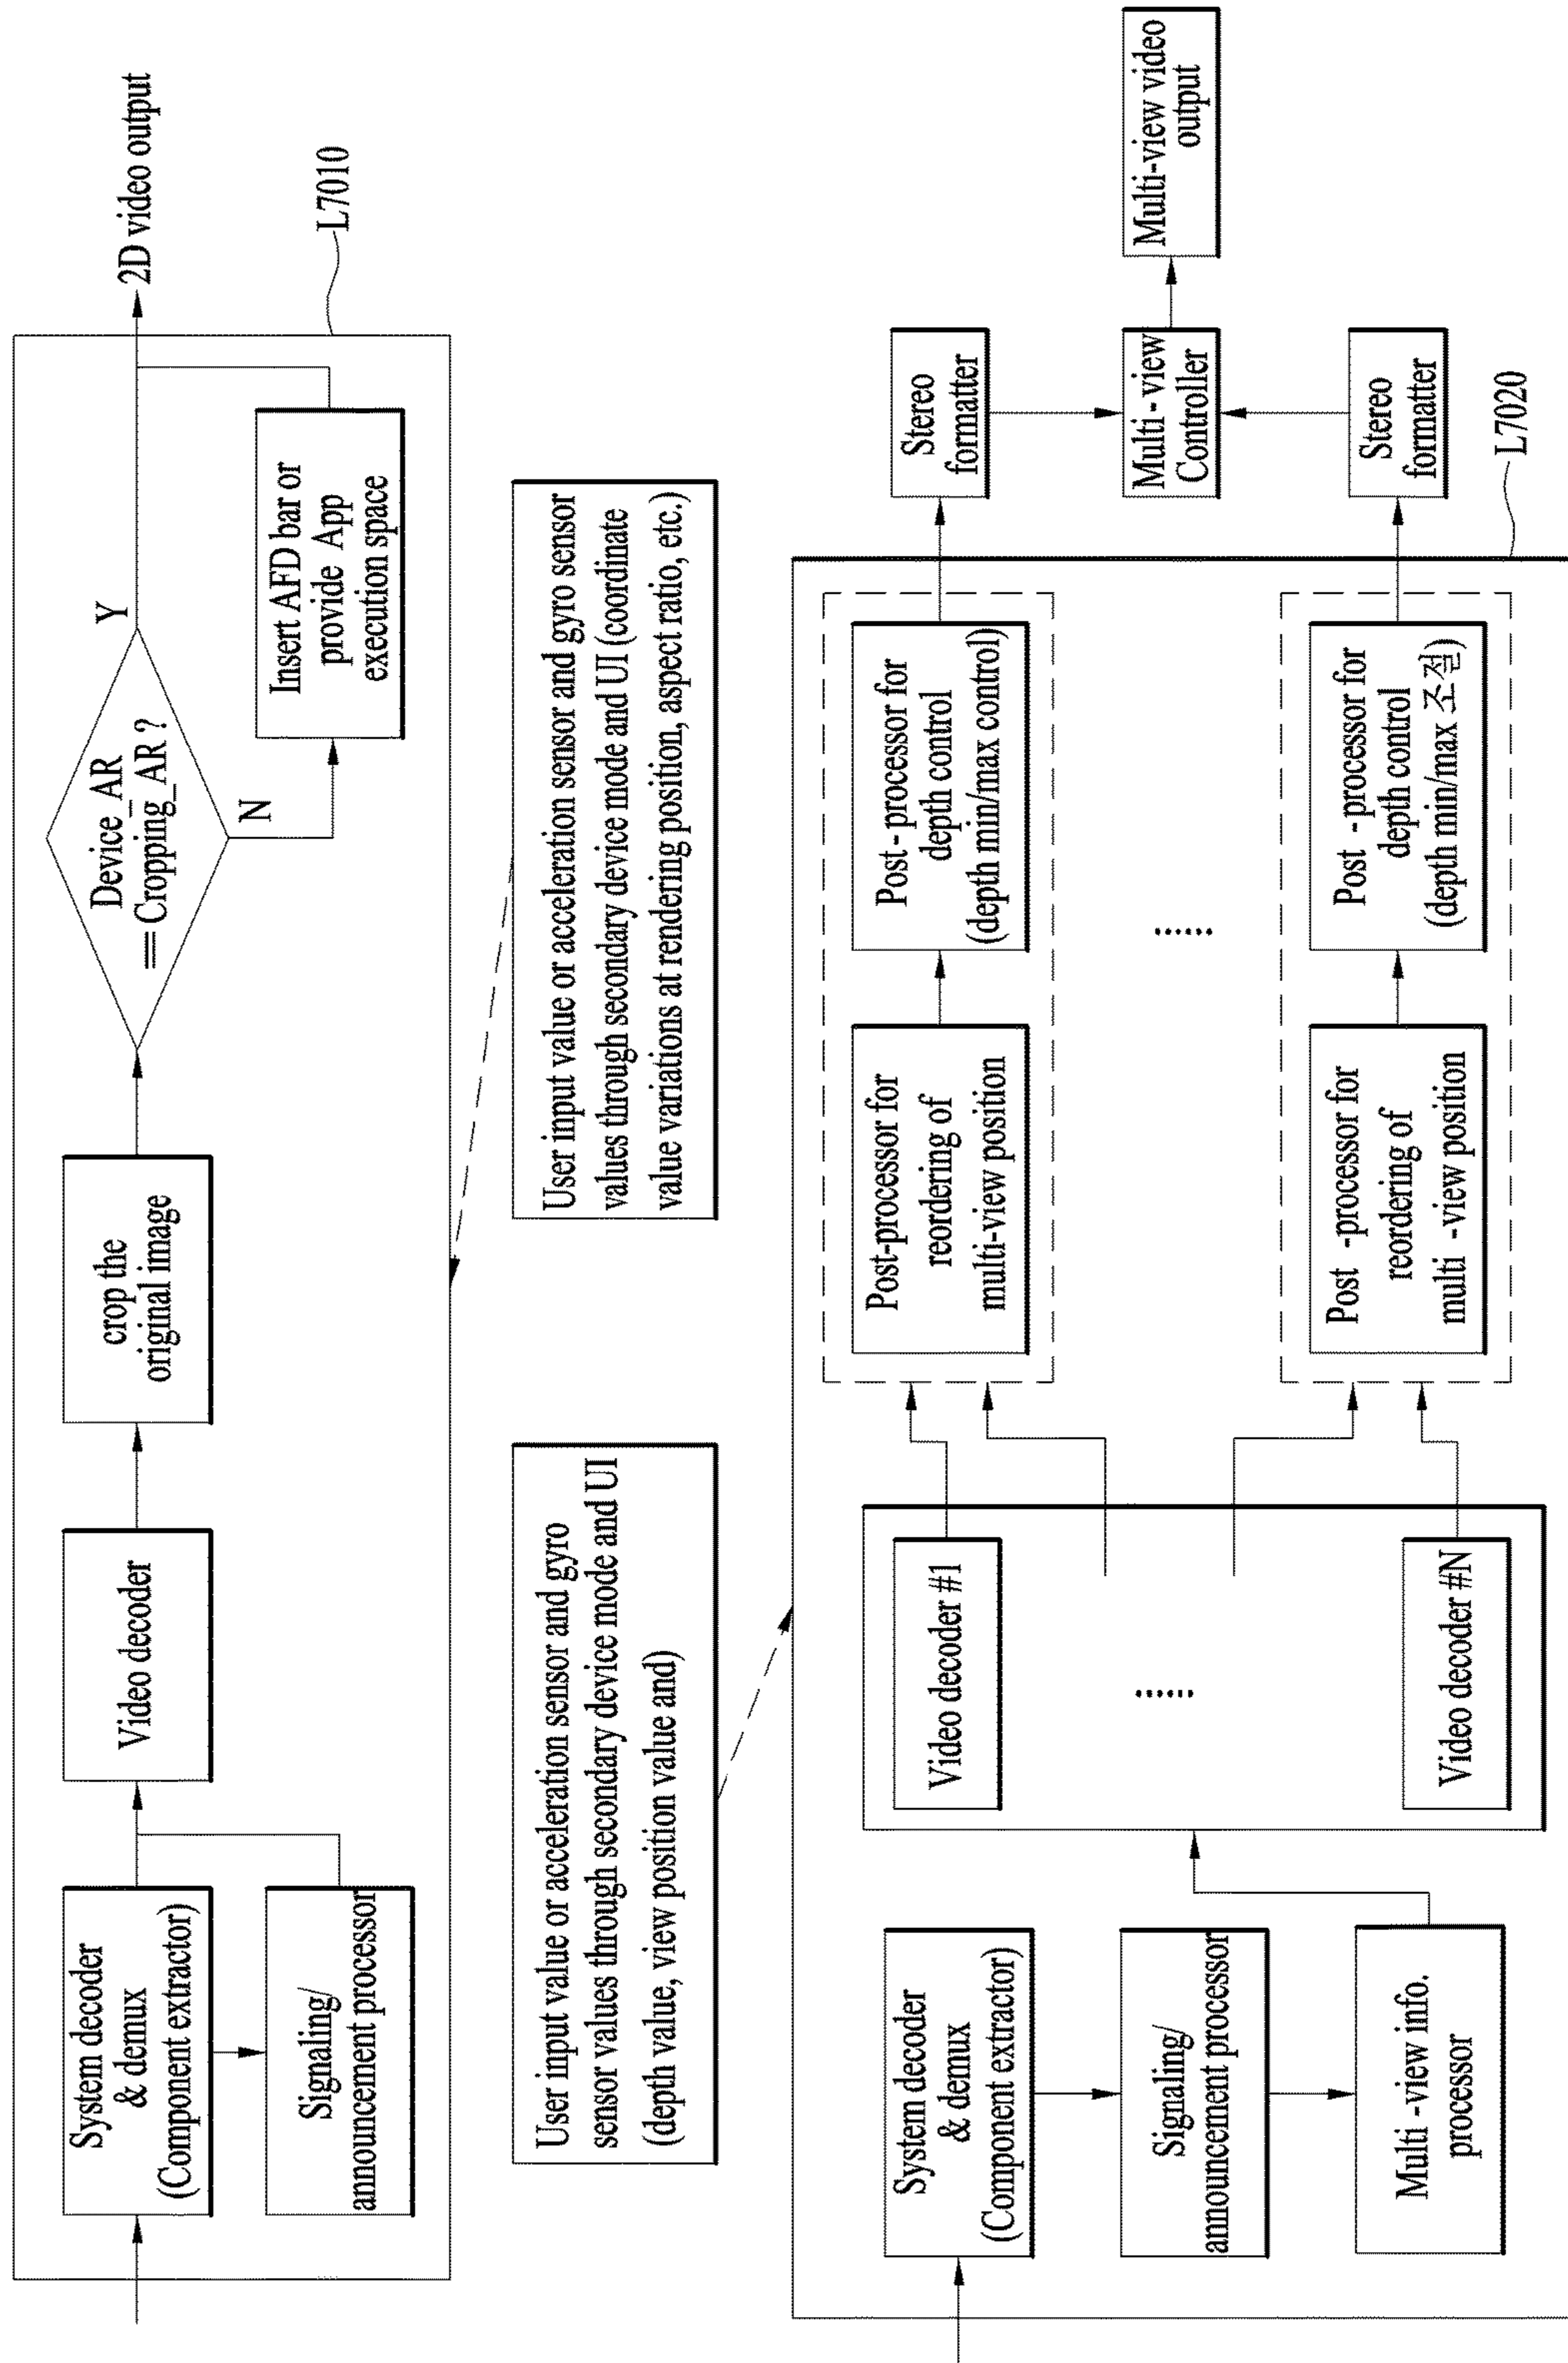 System decoder
& demux
(Component extractor)
Signaling/
announcement processor
Video decoder
crop the
original image
Device_AR
==Cropping_AR ?
Y
N
Insert AFD bar or
provide App
execution space
2D video output
L7010
User input value or acceleration sensor and gyro
sensor values through secondary device mode and UI
(depth value, view position value and)
User input value or acceleration sensor and gyro sensor
values through secondary device mode and UI (coordinate
value variations at rendering position, aspect ratio, etc.)
System decoder
& demux
(Component extractor)
Signaling/
announcement processor
Multi -view info.
processor
Video decoder #1
......
Video decoder #N
Post-processor for
reordering of
multi-view position
Post- processor for
depth control
(depth min/max control)
......
Post -processor for
reordering of
multi -view position
Post -processor for
depth control
(depth min/max 조절)
Stereo
formatter
Multi - view
Controller
Stereo
formatter
Multi-view video
output
L7020